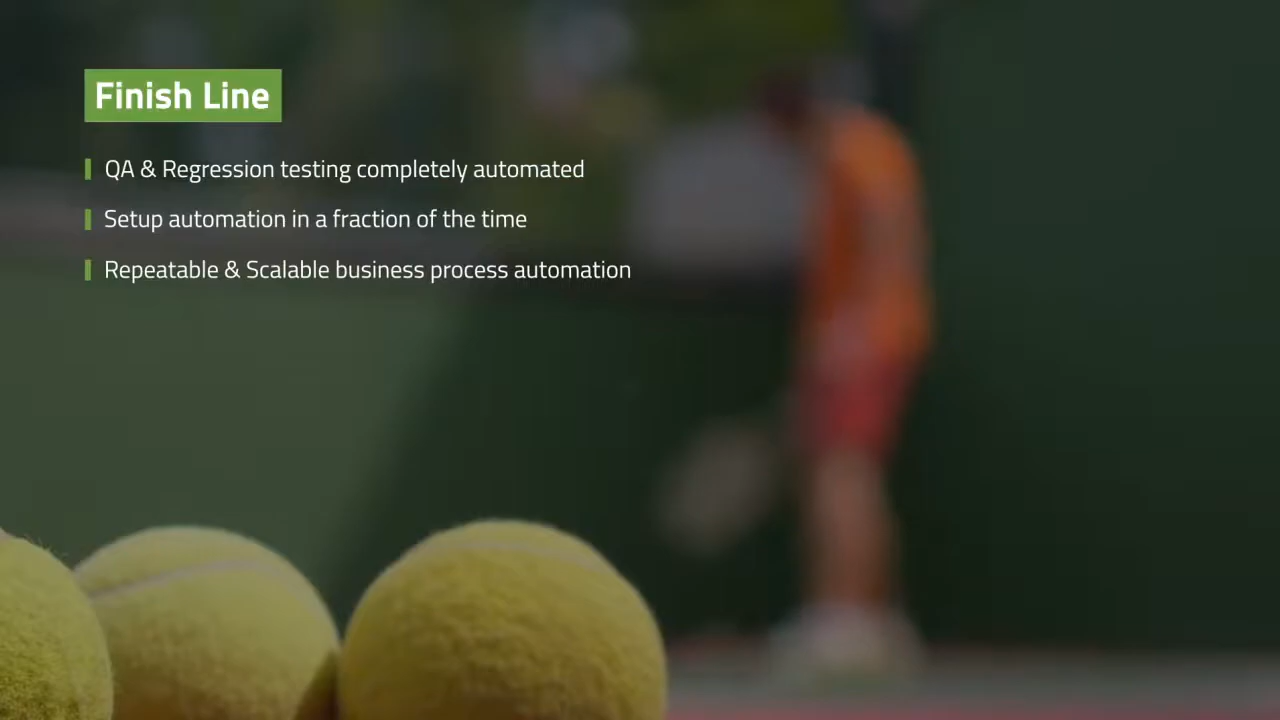 Finish Line
QA & Regression testing completely automated
Setup automation in a fraction of the time
Repeatable & Scalable business process automation